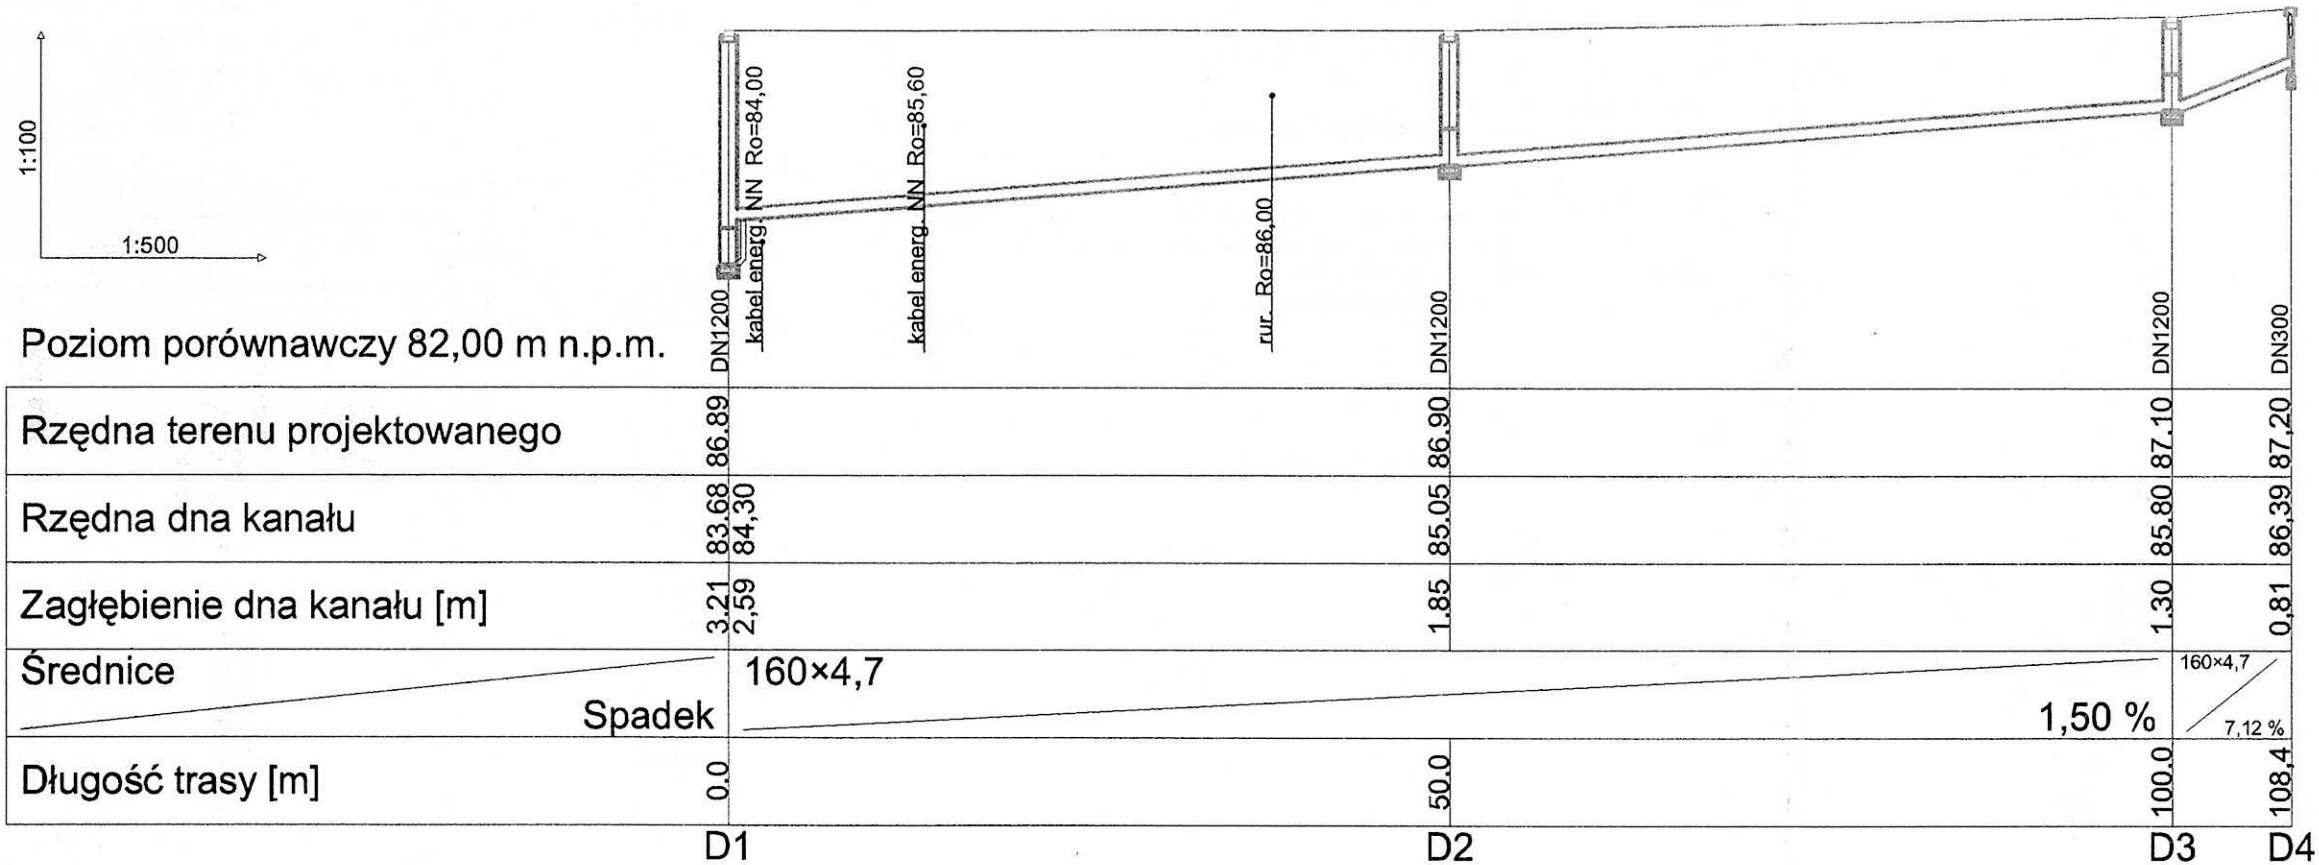 1:100
1:500
kabel energ. NN Ro=84,00
kabel energ. NN Ro=85,60
rur. Ro=86,00
Poziom porównawczy 82,00 m n.p.m.
DN1200
DN1200
DN1200
DN300
Rzędna terenu projektowanego
86.89
86.90
87.10
87,20
Rzędna dna kanału
83.68
84,30
85.05
85.80
86,39
Zagłębienie dna kanału [m]
3.21
2,59
1.85
1.30
0,81
Średnice
160×4,7
160×4,7
Spadek
1,50 %
7,12 %
Długość trasy [m]
0.0
50.0
100.0
108,4
D1
D2
D3
D4